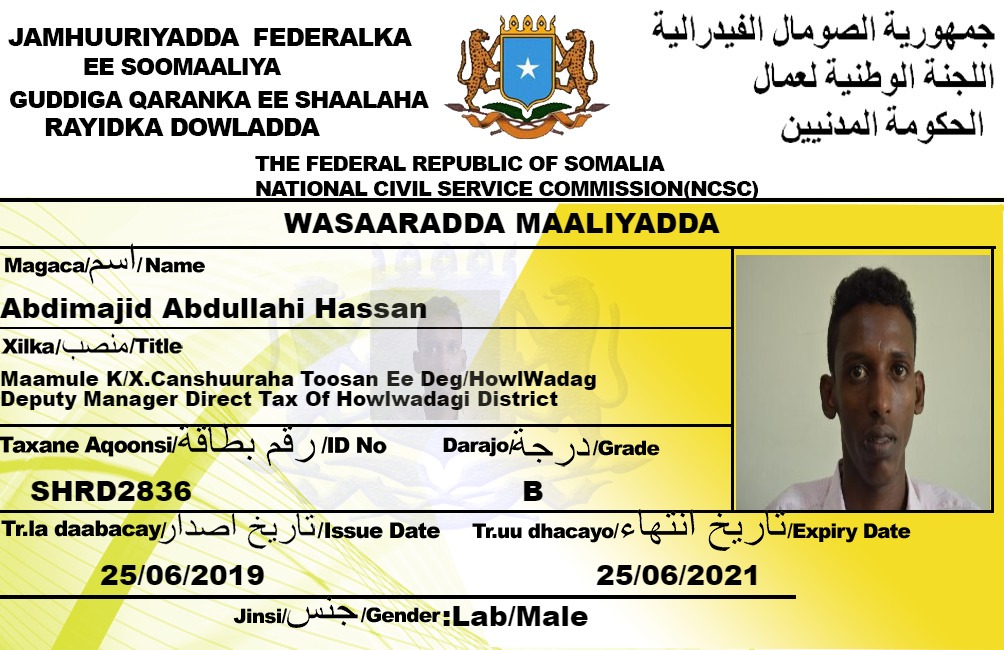 JAMHUURIYADDA FEDERALKA
EE SOOMAALIYA
GUDDIGA QARANKA EE SHAALAHA
RAYIDKA DOWLADDA
جمهورية الصومال الفيدرالية
اللجنة الوطنية لعمال
الحكومة المدنيين
THE FEDERAL REPUBLIC OF SOMALIA
NATIONAL CIVIL SERVICE COMMISSION(NCSC)
WASAARADDA MAALIYADDA
Magaca/اسم/Name
Abdimajid Abdullahi Hassan
Xilka/منصب/Title
Maamule K/X.Canshuuraha Toosan Ee Deg/HowlWadag
Deputy Manager Direct Tax Of Howlwadagi District
Taxane Aqoonsi/رقم بطاقة/ID No Darajo/درجة/Grade
SHRD2836 B
Tr.la daabacay/تاريخ اصدار/Issue Date Tr.uu dhacayo/تاريخ انتهاء/Expiry Date
25/06/2019 25/06/2021
Jinsi/جنس/Gender:Lab/Male